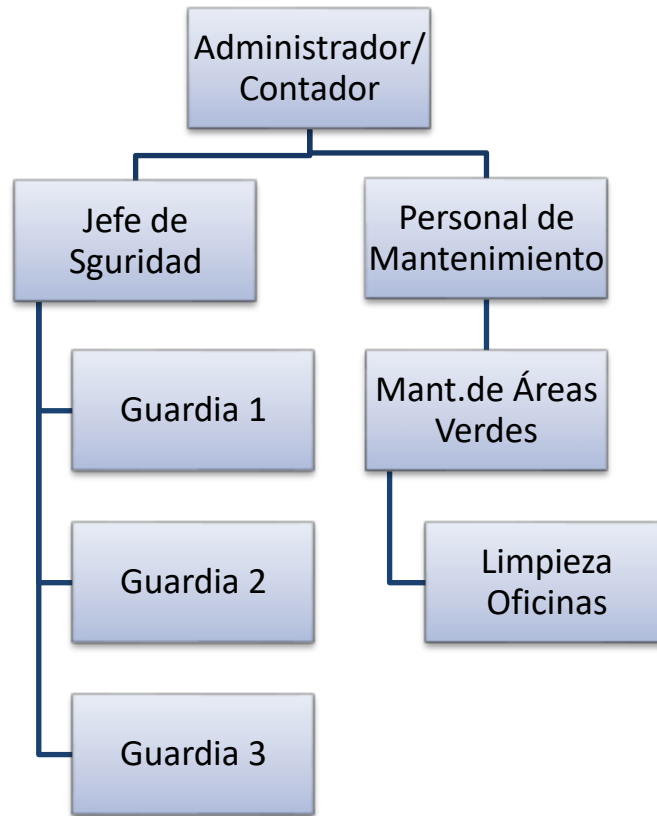 Administrador/
Contador
Jefe de
Sguridad
Personal de
Mantenimiento
Guardia 1
Mant.de Áreas
Verdes
Guardia 2
Limpieza
Oficinas
Guardia 3